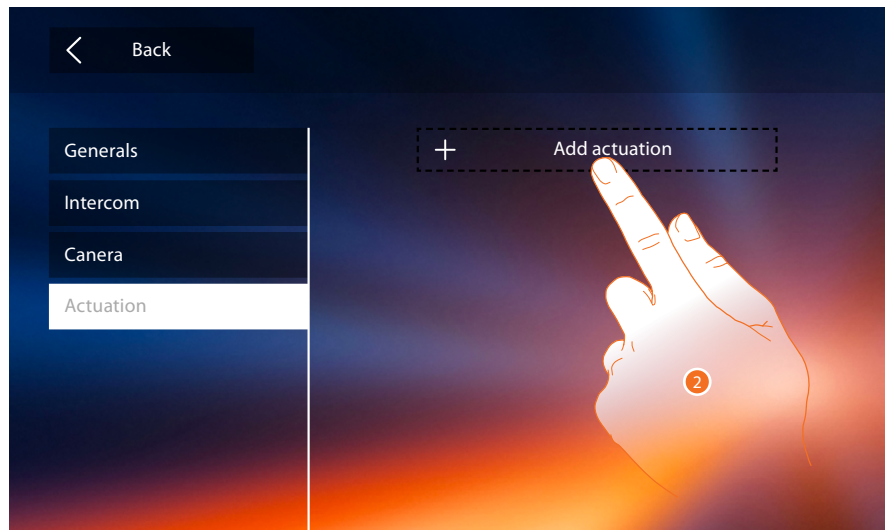 Back
Generals
Intercom
Canera
Actuation
+ Add actuation
2